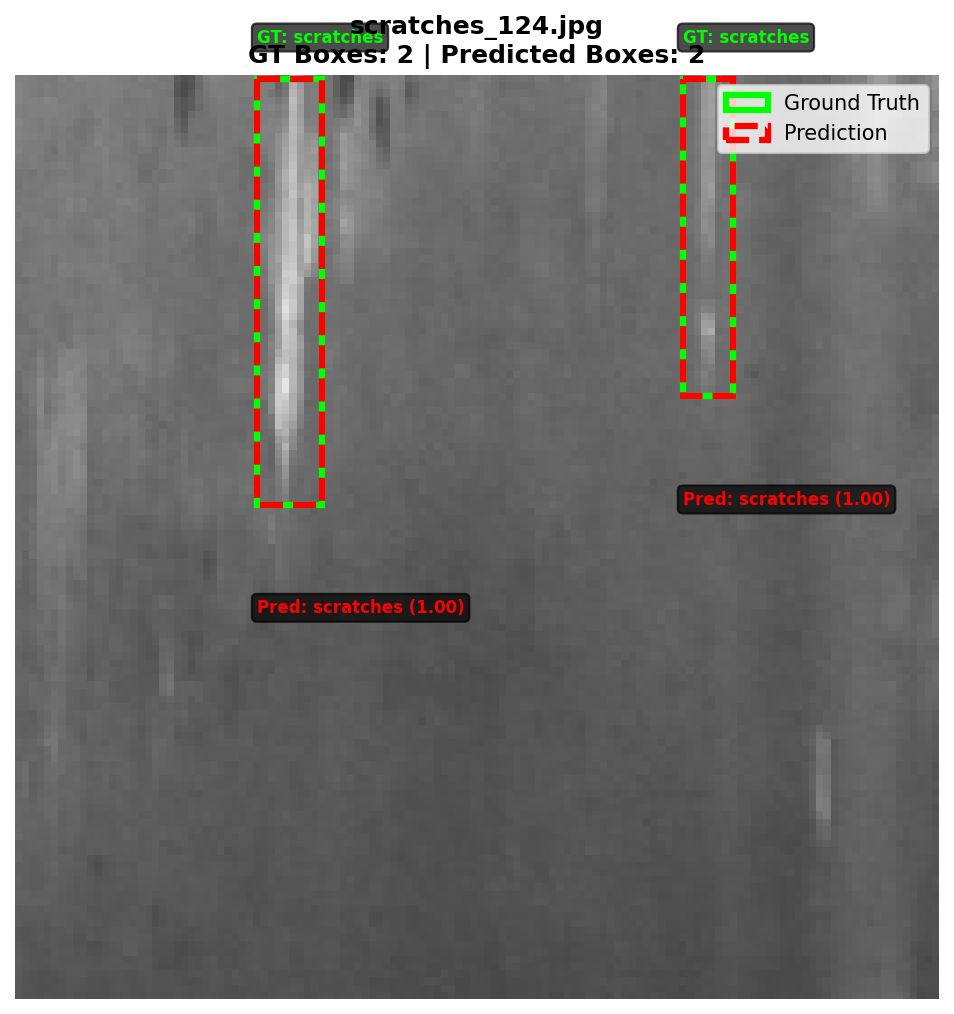 scratches_124.jpg
GT Boxes: 2 | Predicted Boxes: 2
GT: scratches
GT: scratches
Ground Truth
Prediction
Pred: scratches (1.00)
Pred: scratches (1.00)